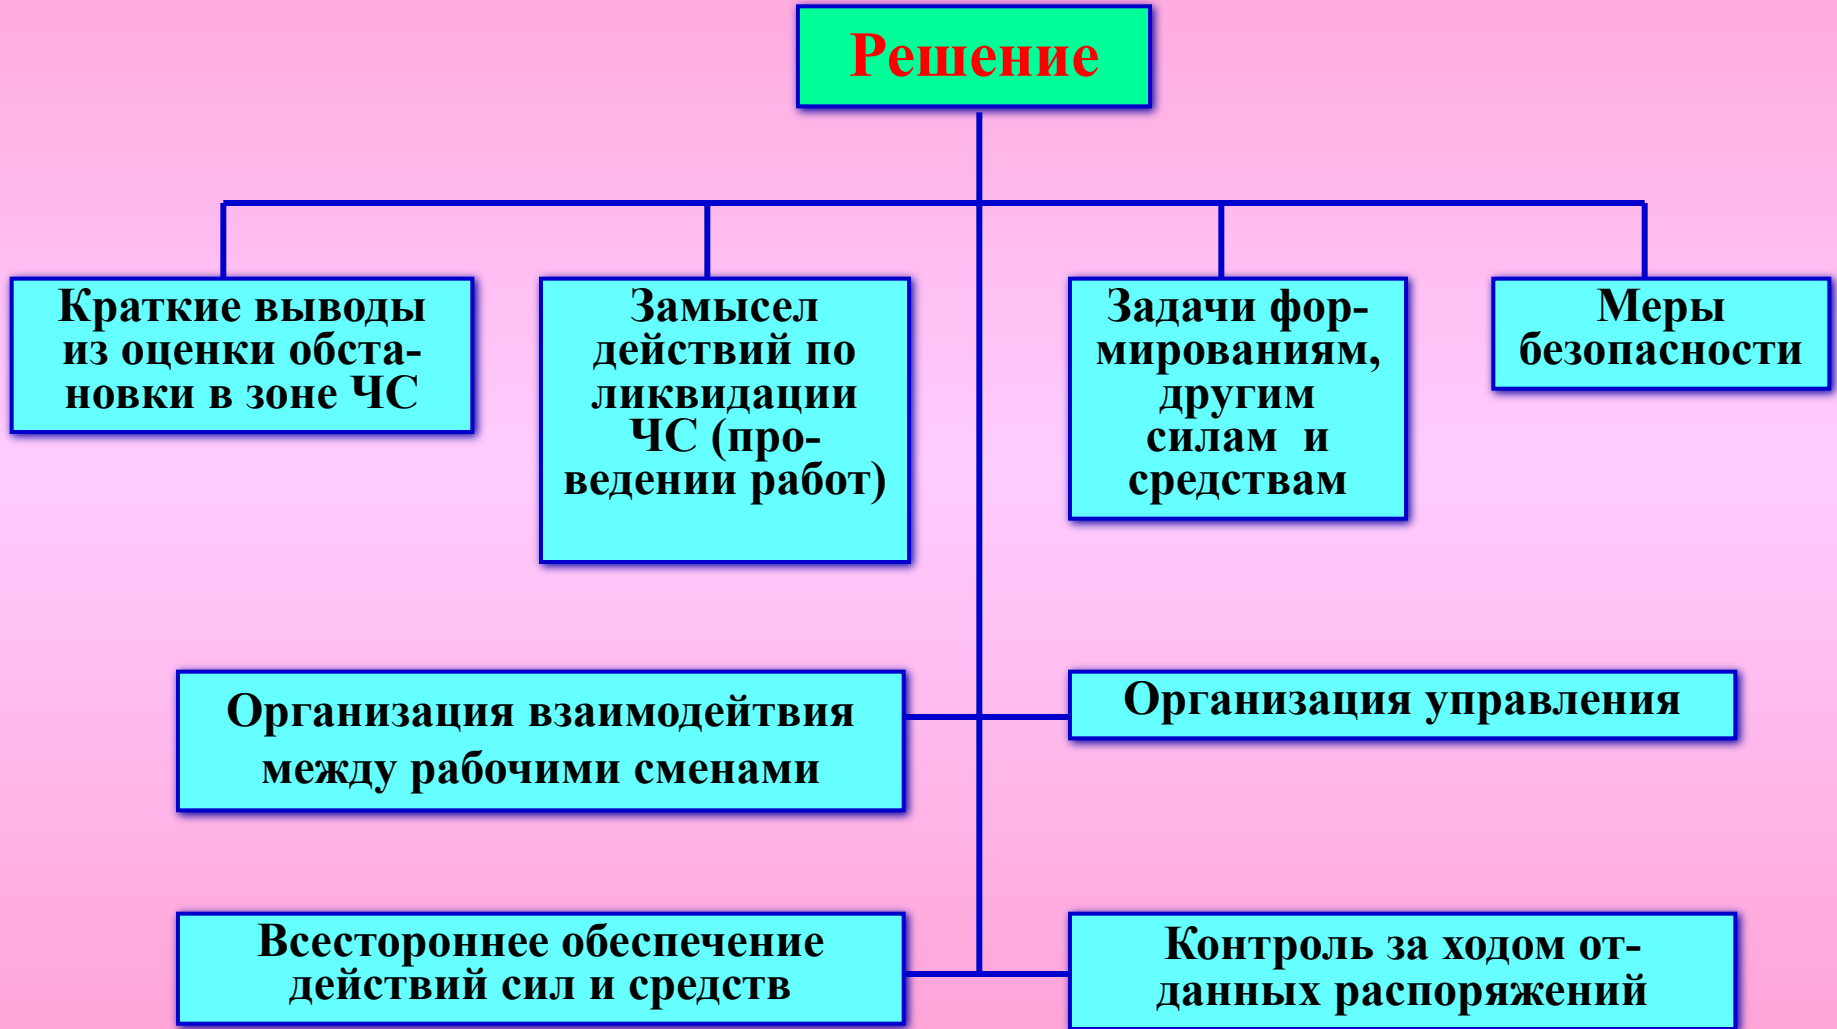 Решение
Краткие выводы
из оценки обста-
новки в зоне ЧС
Замысел
действий по
ликвидации
ЧС (про-
ведении работ)
Задачи фор-
мированиям,
другим
силам и
средствам
Меры
безопасности
Организация взаимодейтвия
между рабочими сменами
Организация управления
Всестороннее обеспечение
действий сил и средств
Контроль за ходом от-
данных распоряжений